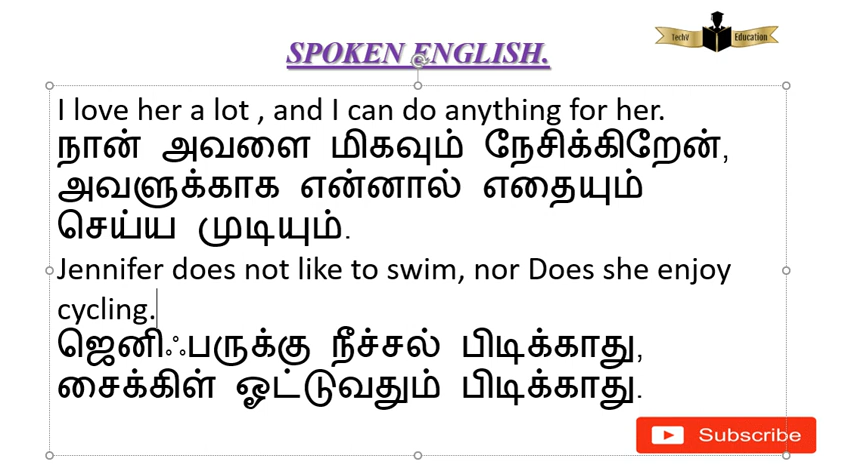 SPOKEN ENGLISH.
TechV Education
I love her a lot , and I can do anything for her.
நான் அவளை மிகவும் நேசிக்கிறேன்,
அவளுக்காக என்னால் எதையும்
செய்ய முடியும்.
Jennifer does not like to swim, nor Does she enjoy
cycling.
ஜெனிஃபருக்கு நீச்சல் பிடிக்காது,
சைக்கிள் ஓட்டுவதும் பிடிக்காது.
Subscribe